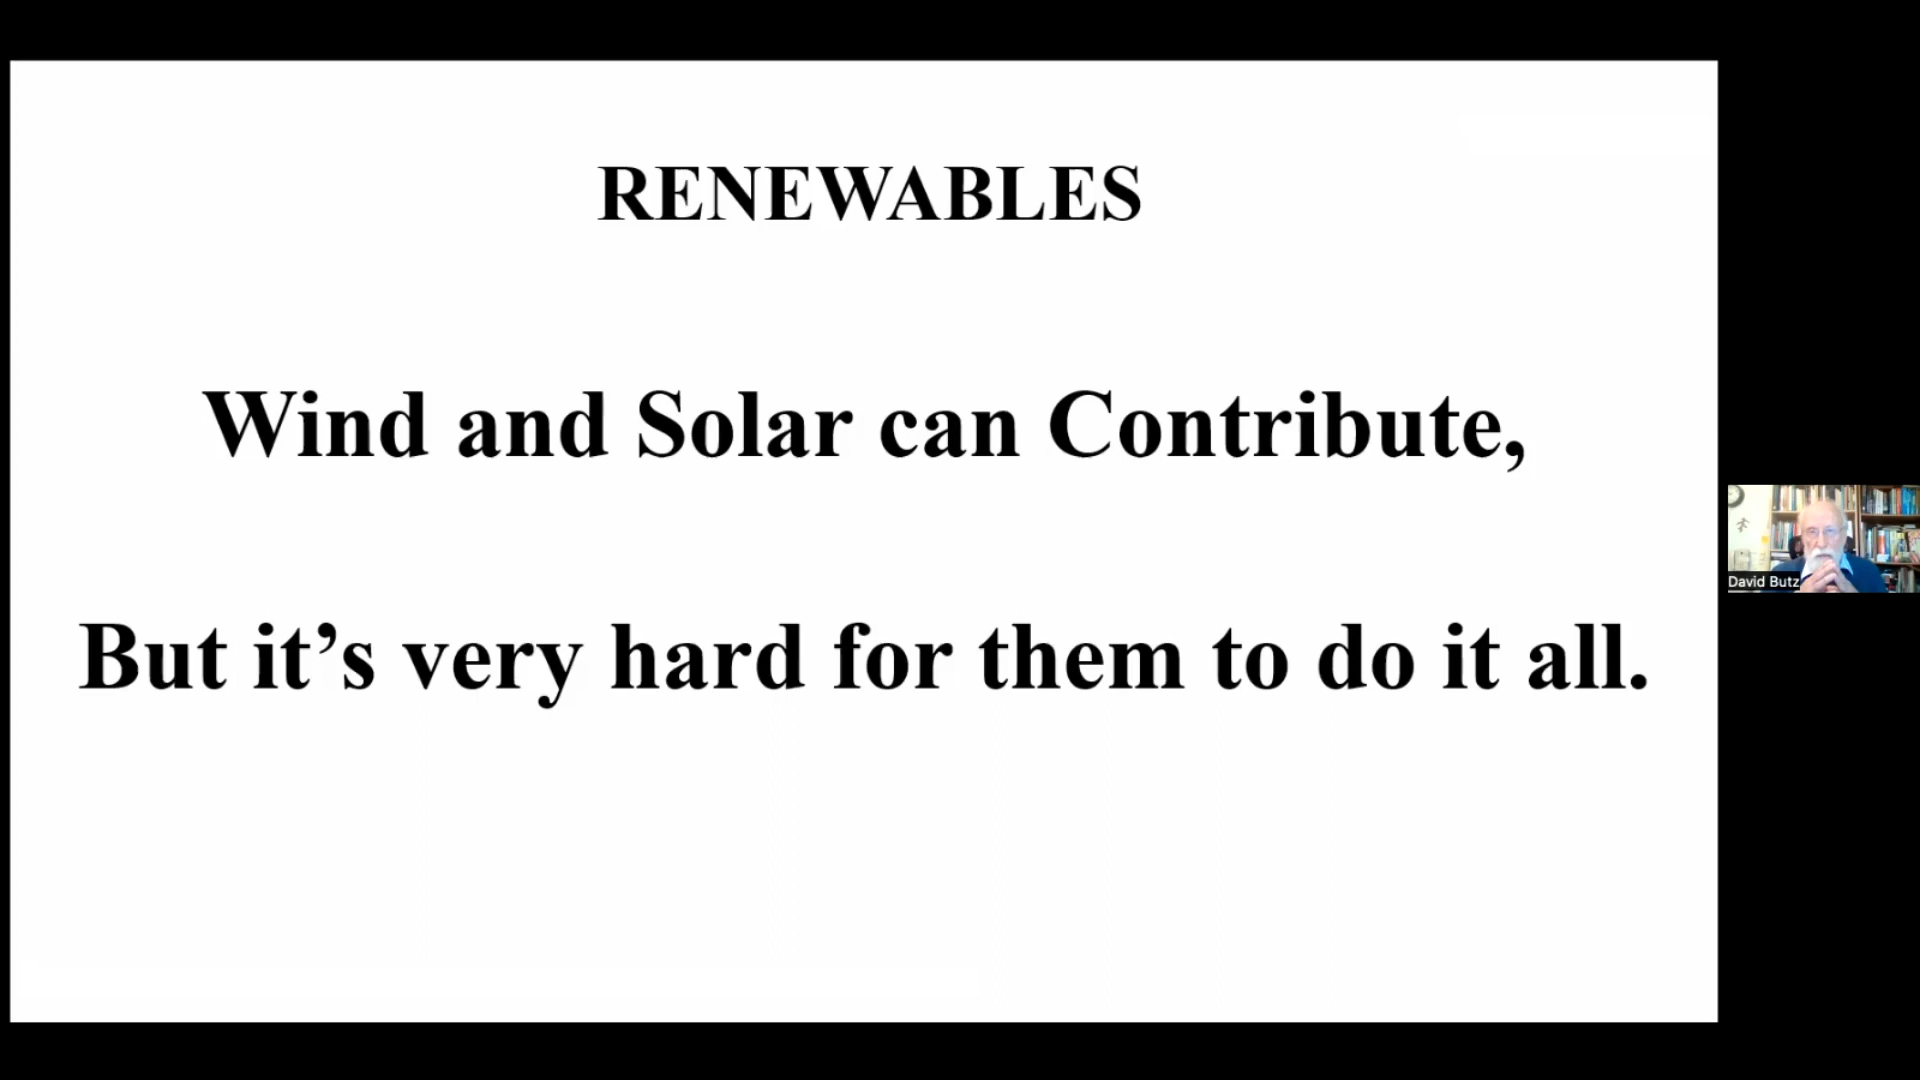 RENEWABLES
Wind and Solar can Contribute,
But it’s very hard for them to do it all.
David Butz